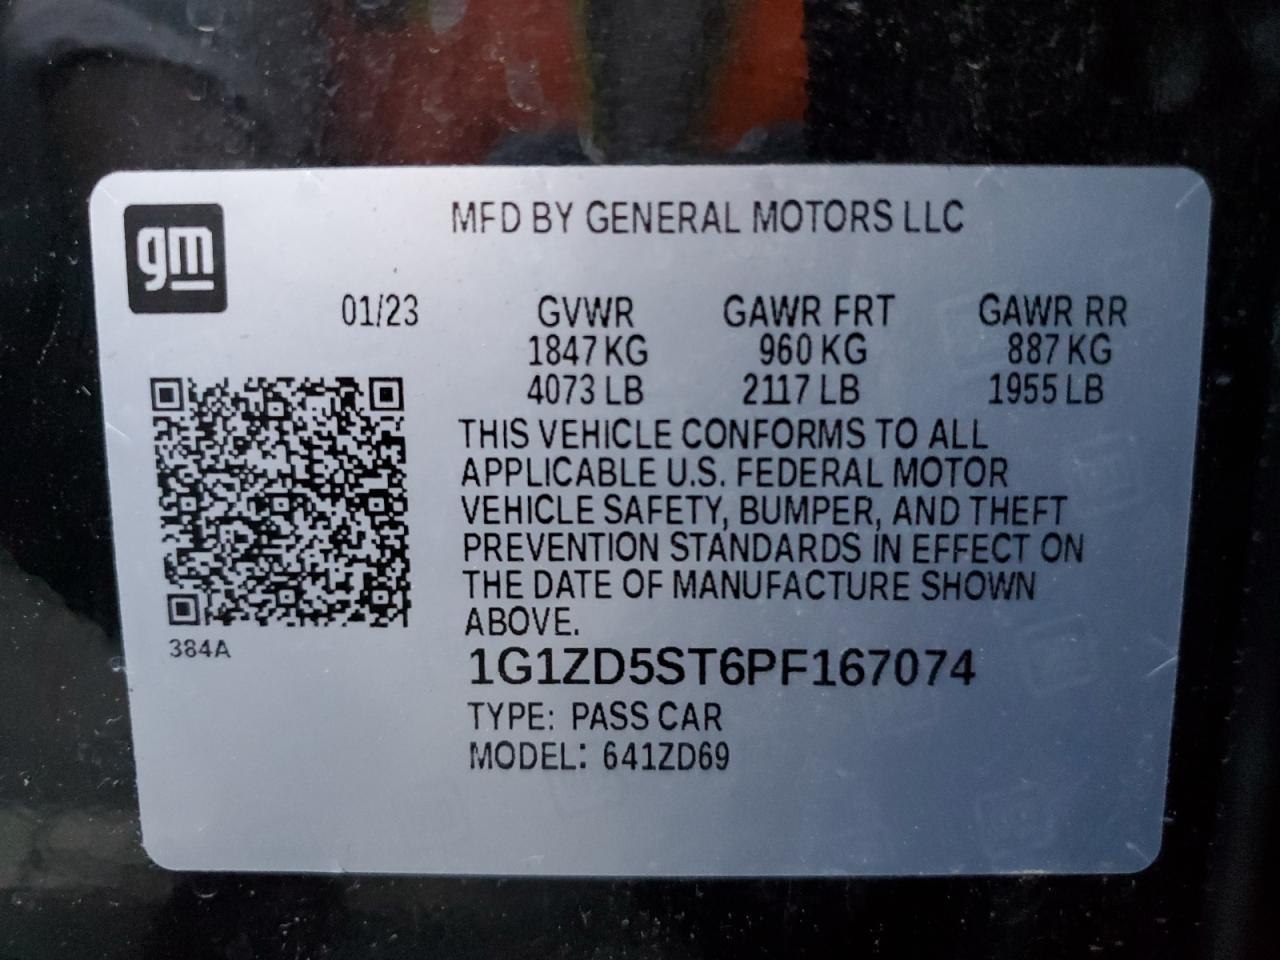 gm
MFD BY GENERAL MOTORS LLC
01/23 GVWR GAWR FRT GAWR RR
1847 KG 960 KG 887 KG
4073 LB 2117 LB 1955 LB
THIS VEHICLE CONFORMS TO ALL
APPLICABLE U.S. FEDERAL MOTOR
VEHICLE SAFETY, BUMPER, AND THEFT
PREVENTION STANDARDS IN EFFECT ON
THE DATE OF MANUFACTURE SHOWN
ABOVE.
384A
1G1ZD5ST6PF167074
TYPE: PASS CAR
MODEL: 641ZD69